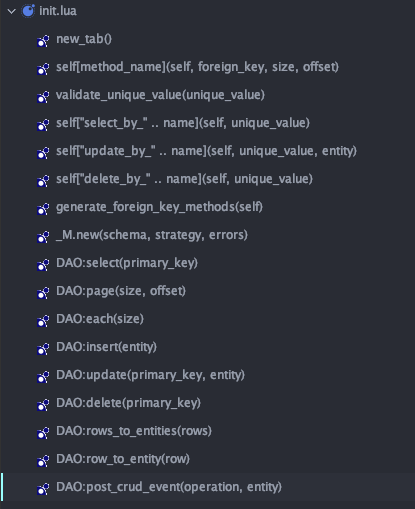 init.lua
new_tab()
self[method_name](self, foreign_key, size, offset)
validate_unique_value(unique_value)
self["select_by_" .. name](self, unique_value)
self["update_by_" .. name](self, unique_value, entity)
self["delete_by_" .. name](self, unique_value)
generate_foreign_key_methods(self)
_M.new(schema, strategy, errors)
DAO:select(primary_key)
DAO:page(size, offset)
DAO:each(size)
DAO:insert(entity)
DAO:update(primary_key, entity)
DAO:delete(primary_key)
DAO:rows_to_entities(rows)
DAO:row_to_entity(row)
DAO:post_crud_event(operation, entity)